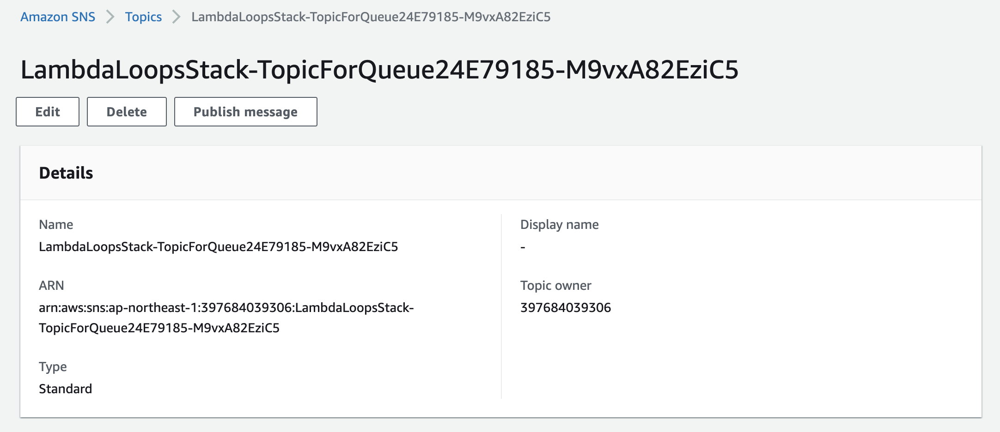 Amazon SNS > Topics > LambdaLoopsStack-TopicForQueue24E79185-M9vxA82EziC5
LambdaLoopsStack-TopicForQueue24E79185-M9vxA82EziC5
Edit Delete Publish message
Details
Name
LambdaLoopsStack-TopicForQueue24E79185-M9vxA82EziC5
ARN
arn:aws:sns:ap-northeast-1:397684039306:LambdaLoopsStack-
TopicForQueue24E79185-M9vxA82EziC5
Type
Standard
Display name
-
Topic owner
397684039306